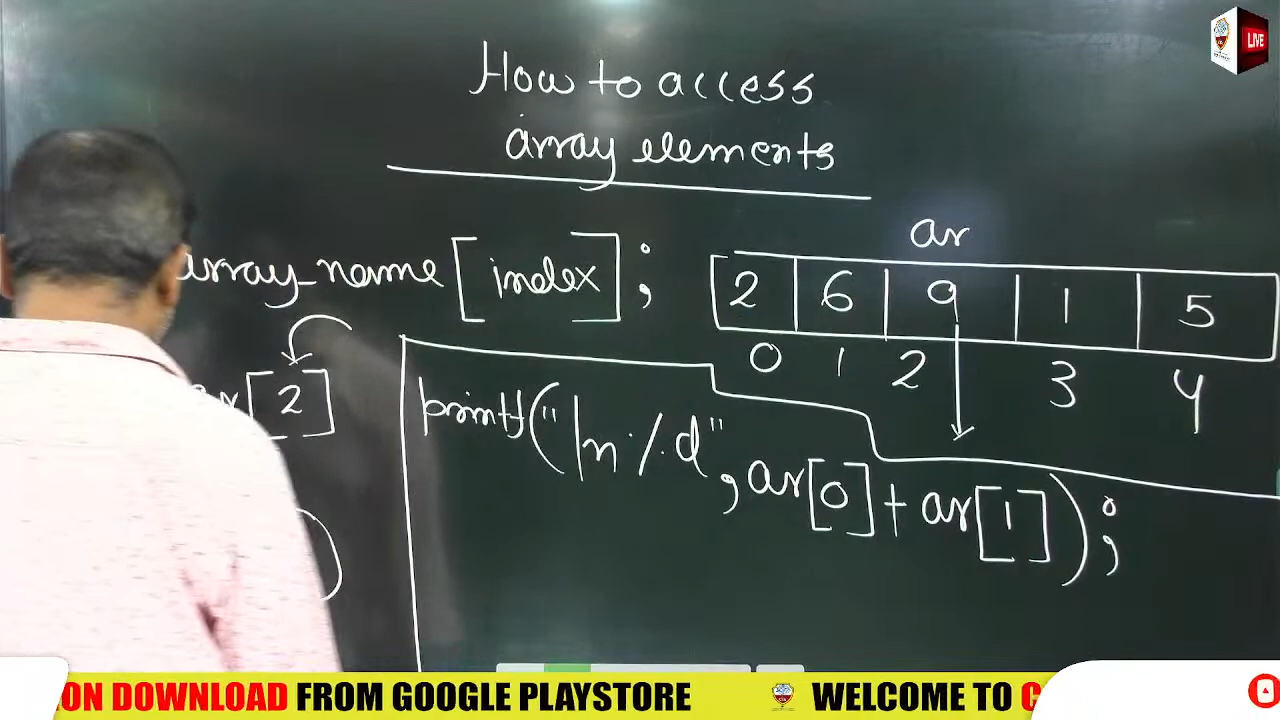 How to access
array elements
array_name [index];
ar
2 6 9 1 5
0 1 2 3 4
[2]
printf("\n%d", ar[0] + ar[1]);
LIVE
ON DOWNLOAD FROM GOOGLE PLAYSTORE
WELCOME TO C